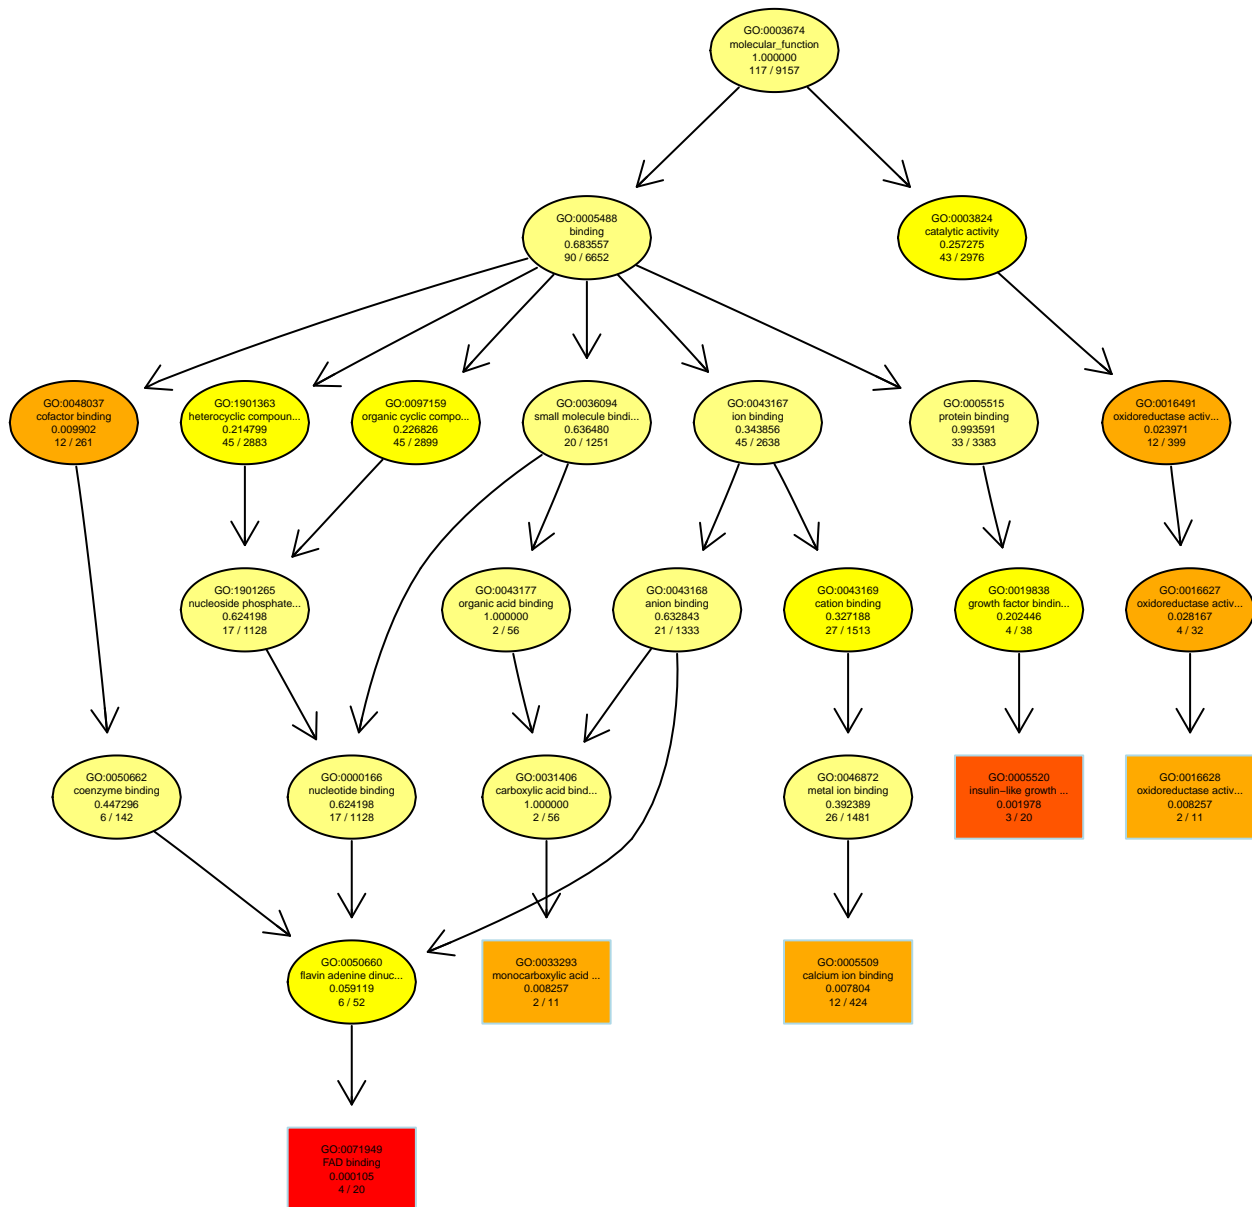 GO:0003674
molecular_function
1.000000
117 / 9157
GO:0005488
binding
0.683557
90 / 6652
GO:0003824
catalytic activity
0.257275
43 / 2976
GO:0048037
cofactor binding
0.009902
12 / 261
GO:1901363
heterocyclic compoun...
0.214799
45 / 2883
GO:0097159
organic cyclic compo...
0.226826
45 / 2899
GO:0036094
small molecule bindi...
0.636480
20 / 1251
GO:0043167
ion binding
0.343856
45 / 2638
GO:0005515
protein binding
0.993591
33 / 3383
GO:0016491
oxidoreductase activ...
0.023971
12 / 399
GO:1901265
nucleoside phosphate...
0.624198
17 / 1128
GO:0043177
organic acid binding
1.000000
2 / 56
GO:0043168
anion binding
0.632843
21 / 1333
GO:0043169
cation binding
0.327188
27 / 1513
GO:0019838
growth factor bindin...
0.202446
4 / 38
GO:0016627
oxidoreductase activ...
0.028167
4 / 32
GO:0050662
coenzyme binding
0.447296
6 / 142
GO:0000166
nucleotide binding
0.624198
17 / 1128
GO:0031406
carboxylic acid bind...
1.000000
2 / 56
GO:0046872
metal ion binding
0.392389
26 / 1481
GO:0005520
insulin−like growth ...
0.001978
3 / 20
GO:0016628
oxidoreductase activ...
0.008257
2 / 11
GO:0050660
flavin adenine dinuc...
0.059119
6 / 52
GO:0033293
monocarboxylic acid ...
0.008257
2 / 11
GO:0005509
calcium ion binding
0.007804
12 / 424
GO:0071949
FAD binding
0.000105
4 / 20